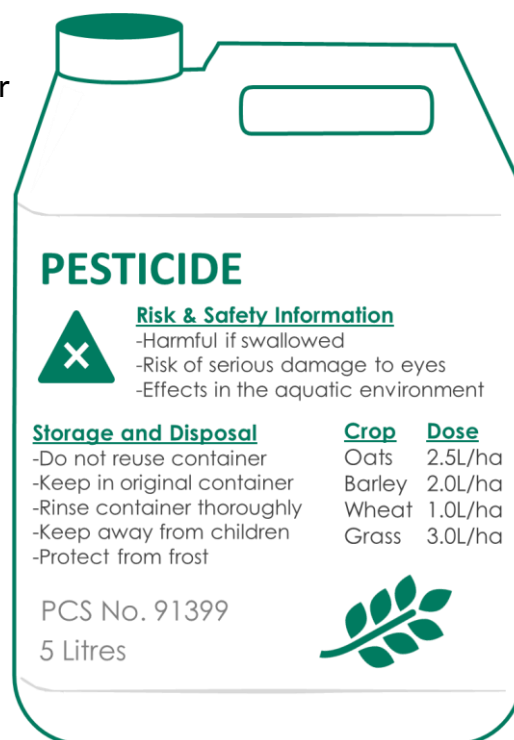 r
PESTICIDE
Risk & Safety Information
-Harmful if swallowed
-Risk of serious damage to eyes
-Effects in the aquatic environment
Storage and Disposal
-Do not reuse container
-Keep in original container
-Rinse container thoroughly
-Keep away from children
-Protect from frost
Crop Dose
Oats 2.5L/ha
Barley 2.0L/ha
Wheat 1.0L/ha
Grass 3.0L/ha
PCS No. 91399
5 Litres